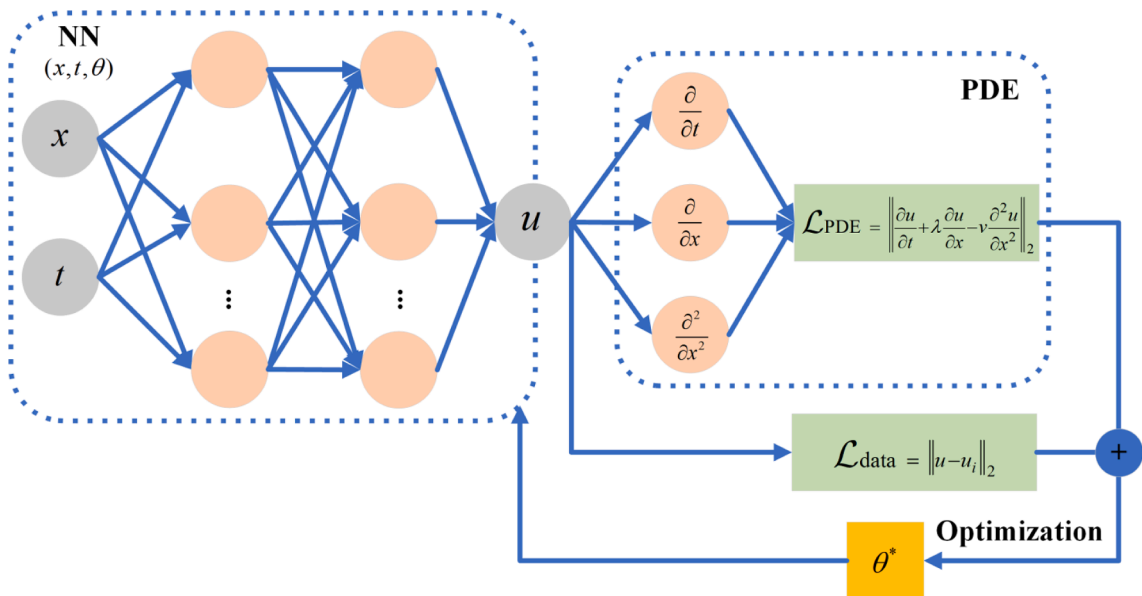 NN
(x,t,θ)
x
t
⋮
⋮
u
PDE
∂/∂t
∂/∂x
∂²/∂x²
ℒPDE = ‖∂u/∂t+λ∂u/∂x−ν∂²u/∂x²‖₂
ℒdata = ‖u−uᵢ‖₂
+
Optimization
θ*